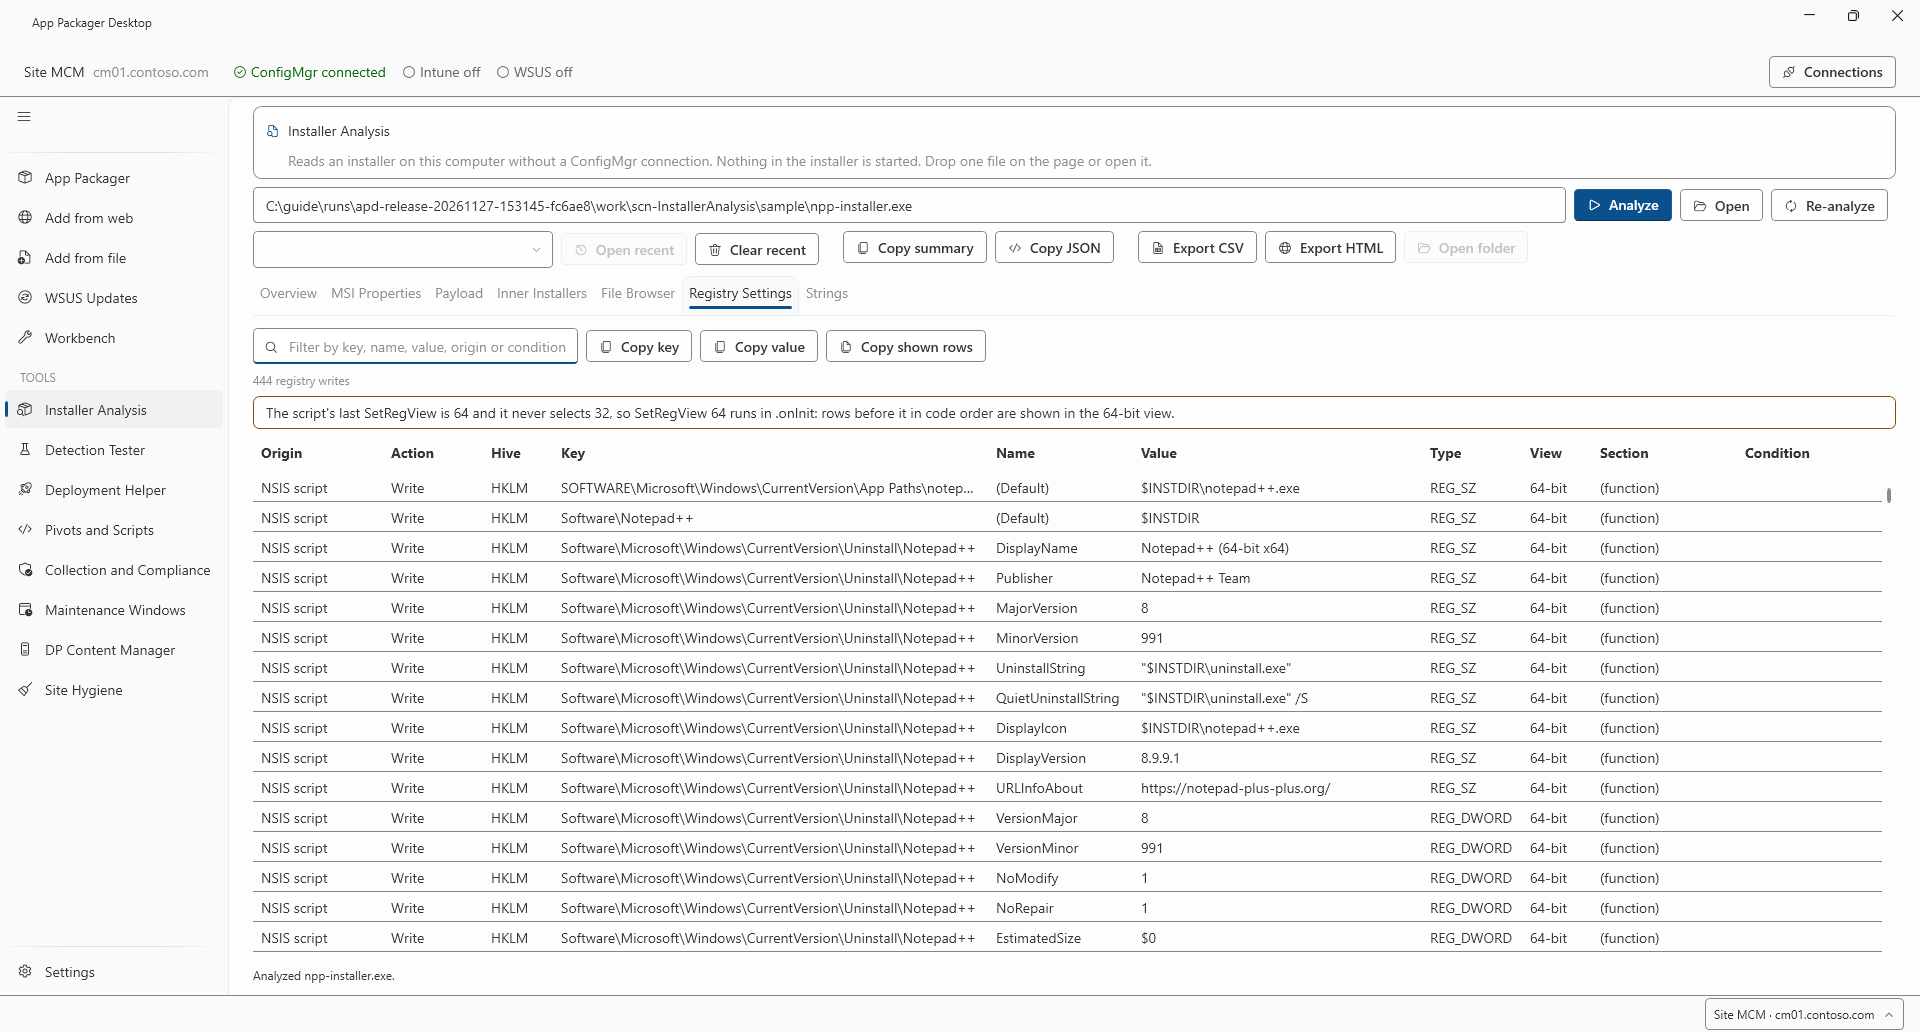 App Packager Desktop
Site MCM cm01.contoso.com ConfigMgr connected Intune off WSUS off Connections
Installer Analysis
Reads an installer on this computer without a ConfigMgr connection. Nothing in the installer is started. Drop one file on the page or open it.
App Packager
Add from web
Add from file
WSUS Updates
Workbench
TOOLS
Installer Analysis
Detection Tester
Deployment Helper
Pivots and Scripts
Collection and Compliance
Maintenance Windows
DP Content Manager
Site Hygiene
Settings
C:\guide\runs\apd-release-20261127-153145-fc6ae8\work\scn-InstallerAnalysis\sample\npp-installer.exe Analyze Open Re-analyze
Open recent Clear recent Copy summary Copy JSON Export CSV Export HTML Open folder
Overview MSI Properties Payload Inner Installers File Browser Registry Settings Strings
Filter by key, name, value, origin or condition Copy key Copy value Copy shown rows
444 registry writes
The script's last SetRegView is 64 and it never selects 32, so SetRegView 64 runs in .onInit: rows before it in code order are shown in the 64-bit view.
Origin Action Hive Key Name Value Type View Section Condition
NSIS script Write HKLM SOFTWARE\Microsoft\Windows\CurrentVersion\App Paths\notep... (Default) $INSTDIR\notepad++.exe REG_SZ 64-bit (function)
NSIS script Write HKLM Software\Notepad++ (Default) $INSTDIR REG_SZ 64-bit (function)
NSIS script Write HKLM Software\Microsoft\Windows\CurrentVersion\Uninstall\Notepad++ DisplayName Notepad++ (64-bit x64) REG_SZ 64-bit (function)
NSIS script Write HKLM Software\Microsoft\Windows\CurrentVersion\Uninstall\Notepad++ Publisher Notepad++ Team REG_SZ 64-bit (function)
NSIS script Write HKLM Software\Microsoft\Windows\CurrentVersion\Uninstall\Notepad++ MajorVersion 8 REG_SZ 64-bit (function)
NSIS script Write HKLM Software\Microsoft\Windows\CurrentVersion\Uninstall\Notepad++ MinorVersion 991 REG_SZ 64-bit (function)
NSIS script Write HKLM Software\Microsoft\Windows\CurrentVersion\Uninstall\Notepad++ UninstallString "$INSTDIR\uninstall.exe" REG_SZ 64-bit (function)
NSIS script Write HKLM Software\Microsoft\Windows\CurrentVersion\Uninstall\Notepad++ QuietUninstallString "$INSTDIR\uninstall.exe" /S REG_SZ 64-bit (function)
NSIS script Write HKLM Software\Microsoft\Windows\CurrentVersion\Uninstall\Notepad++ DisplayIcon $INSTDIR\notepad++.exe REG_SZ 64-bit (function)
NSIS script Write HKLM Software\Microsoft\Windows\CurrentVersion\Uninstall\Notepad++ DisplayVersion 8.9.9.1 REG_SZ 64-bit (function)
NSIS script Write HKLM Software\Microsoft\Windows\CurrentVersion\Uninstall\Notepad++ URLInfoAbout https://notepad-plus-plus.org/ REG_SZ 64-bit (function)
NSIS script Write HKLM Software\Microsoft\Windows\CurrentVersion\Uninstall\Notepad++ VersionMajor 8 REG_DWORD 64-bit (function)
NSIS script Write HKLM Software\Microsoft\Windows\CurrentVersion\Uninstall\Notepad++ VersionMinor 991 REG_DWORD 64-bit (function)
NSIS script Write HKLM Software\Microsoft\Windows\CurrentVersion\Uninstall\Notepad++ NoModify 1 REG_DWORD 64-bit (function)
NSIS script Write HKLM Software\Microsoft\Windows\CurrentVersion\Uninstall\Notepad++ NoRepair 1 REG_DWORD 64-bit (function)
NSIS script Write HKLM Software\Microsoft\Windows\CurrentVersion\Uninstall\Notepad++ EstimatedSize $0 REG_DWORD 64-bit (function)
Analyzed npp-installer.exe.
Site MCM · cm01.contoso.com